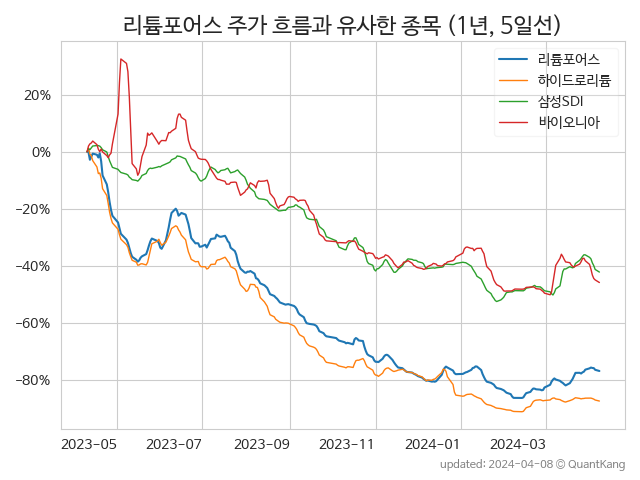 리튬포어스 주가 흐름과 유사한 종목 (1년, 5일선)
리튬포어스
하이드로리튬
삼성SDI
바이오니아
20%
0%
−20%
−40%
−60%
−80%
2023-05 2023-07 2023-09 2023-11 2024-01 2024-03
updated: 2024-04-08 © QuantKang